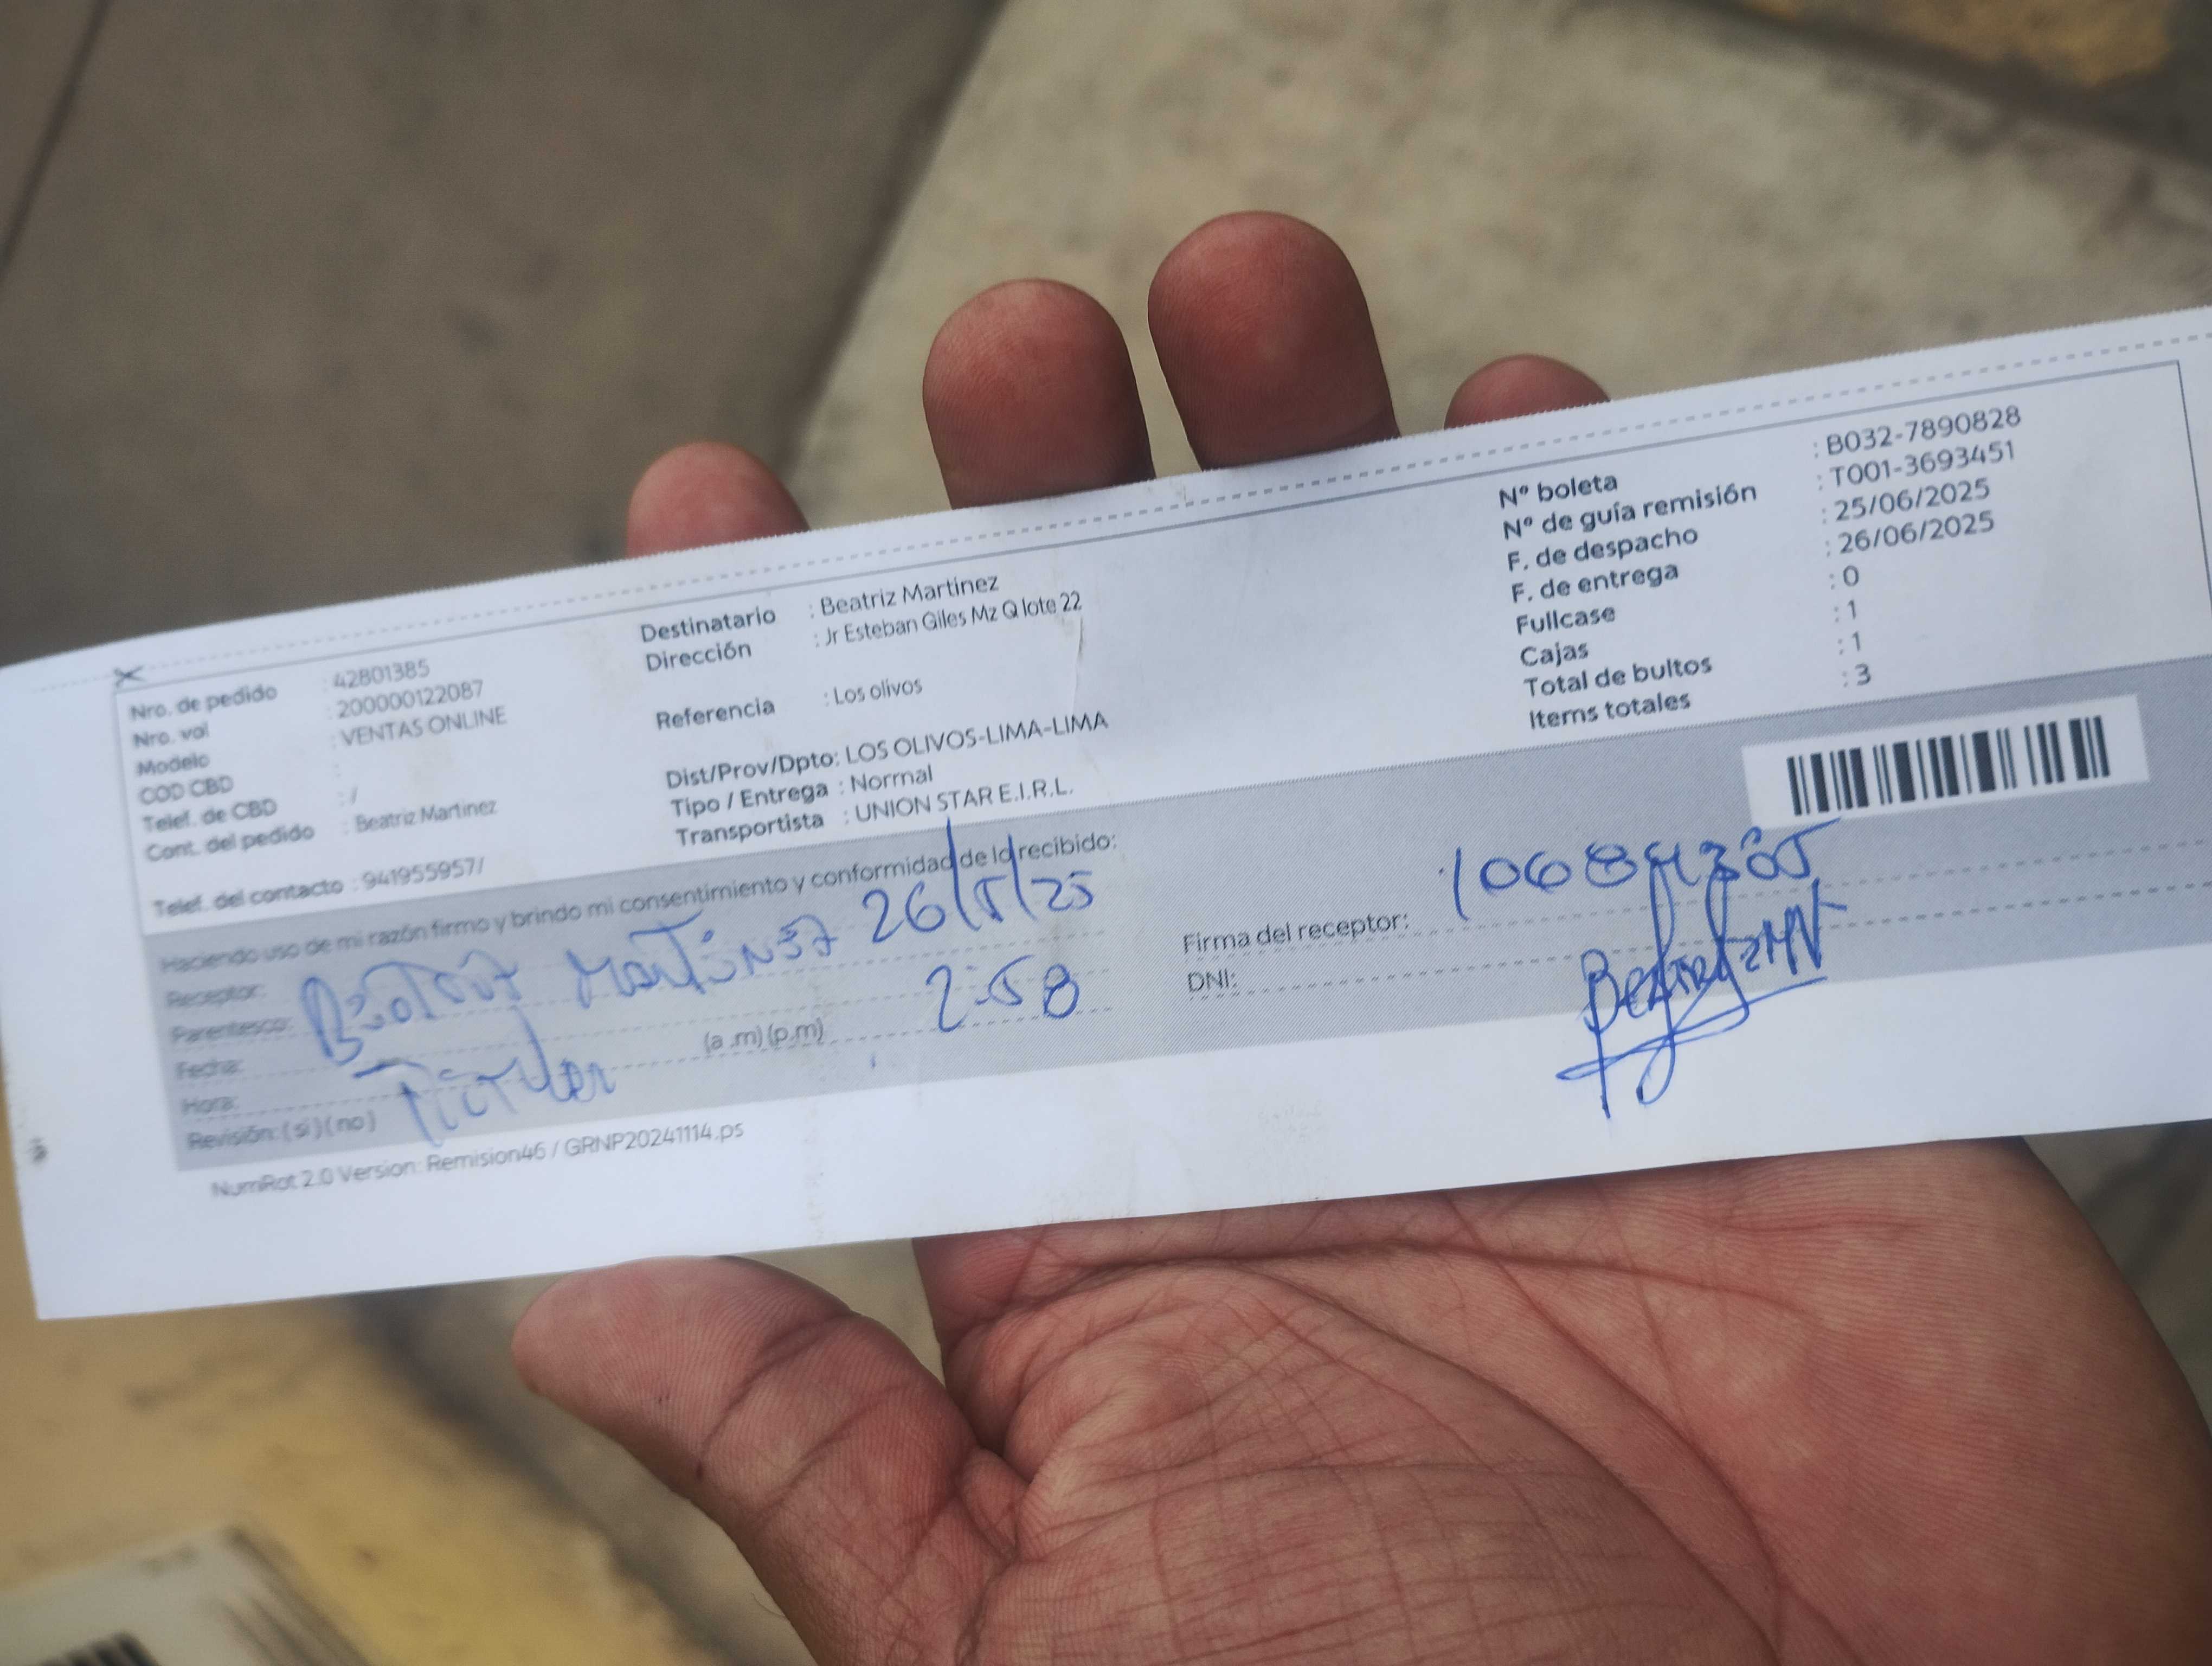 Nro. de pedido : 42801385
Nro. vol : 200000122087
Modelo : VENTAS ONLINE
COD CBD :
Telef. de CBD : /
Cont. del pedido : Beatriz Martinez
Telef. del contacto : 941955957/
Destinatario : Beatriz Martinez
Dirección : Jr Esteban Giles Mz Q lote 22
Referencia : Los olivos
Dist/Prov/Dpto: LOS OLIVOS-LIMA-LIMA
Tipo / Entrega : Normal
Transportista : UNION STAR E.I.R.L.
Nº boleta : B032-7890828
Nº de guía remisión : T001-3693451
F. de despacho : 25/06/2025
F. de entrega : 26/06/2025
Fullcase : 0
Cajas : 1
Total de bultos : 1
Items totales : 3
Haciendo uso de mi razón firmo y brindo mi consentimiento y conformidad de lo recibido:
Receptor:
Parentesco: Beatriz Martinez 26/ /25
Fecha:
Hora: (a .m) (p.m) 2:58
Revisión: ( si ) ( no ) Titular
Firma del receptor:
DNI:
NumRot 2.0 Version: Remision46 / GRNP20241114.ps